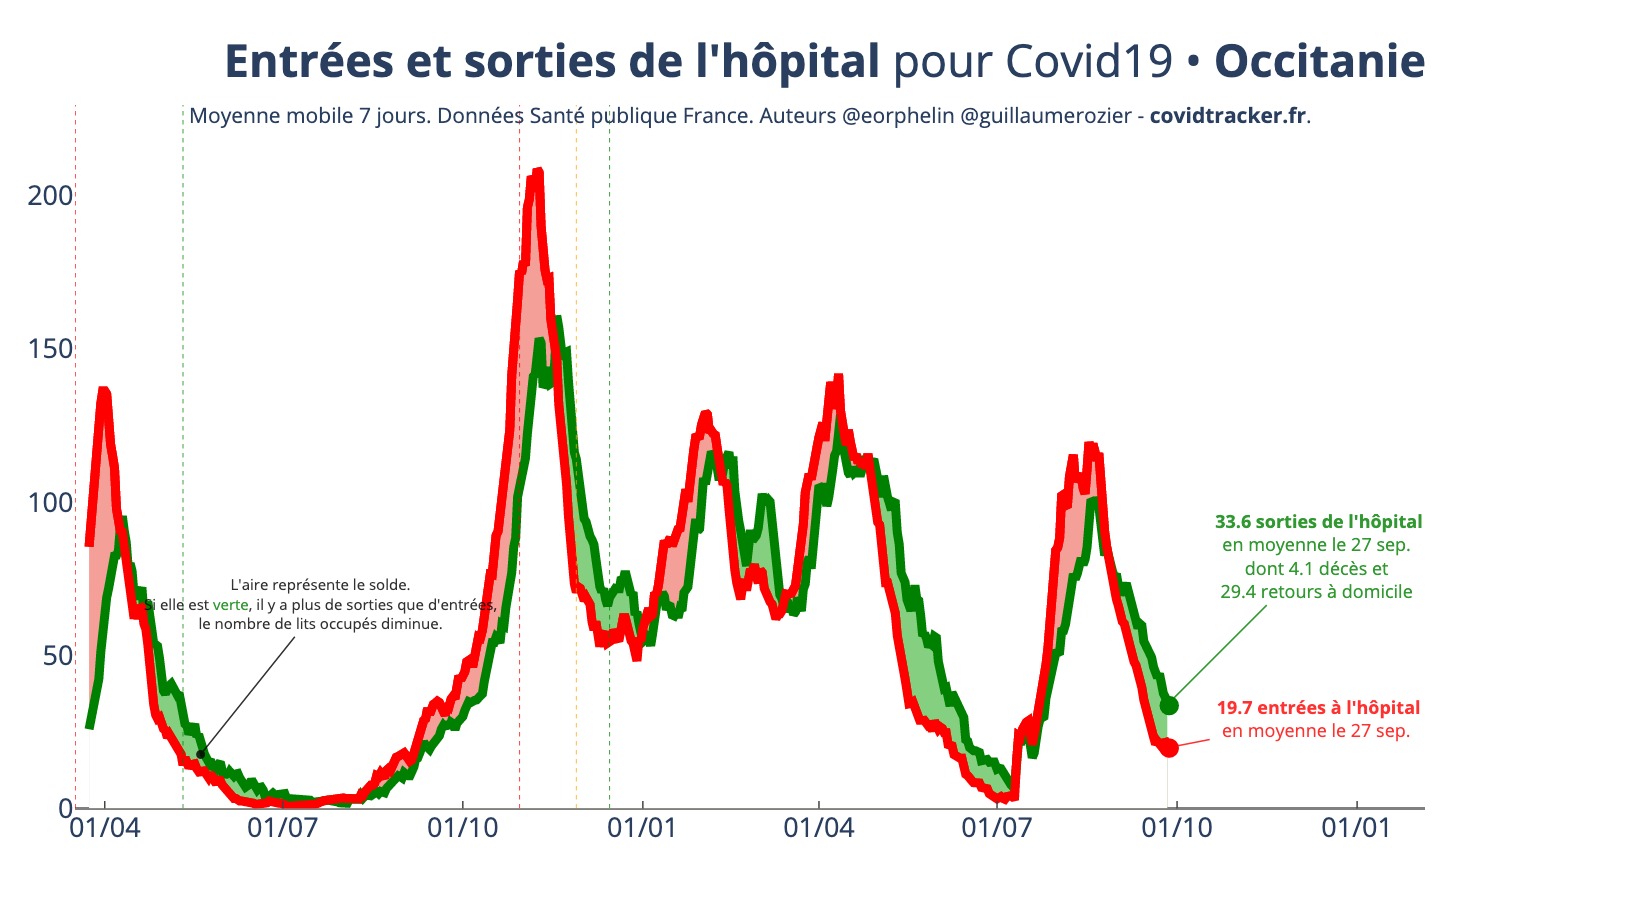 Entrées et sorties de l'hôpital pour Covid19 • Occitanie
Moyenne mobile 7 jours. Données Santé publique France. Auteurs @eorphelin @guillaumerozier - covidtracker.fr.
200
150
100
50
0
L'aire représente le solde.
Si elle est verte, il y a plus de sorties que d'entrées,
le nombre de lits occupés diminue.
33.6 sorties de l'hôpital
en moyenne le 27 sep.
dont 4.1 décès et
29.4 retours à domicile
19.7 entrées à l'hôpital
en moyenne le 27 sep.
01/04 01/07 01/10 01/01 01/04 01/07 01/10 01/01